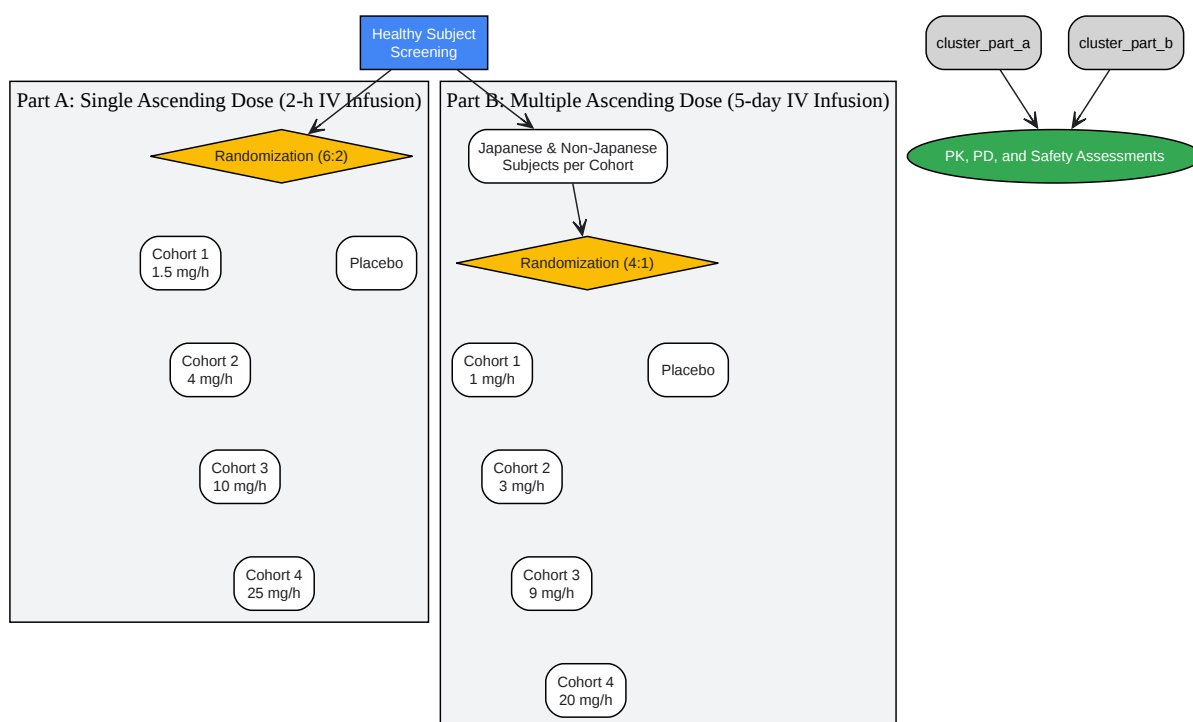 Healthy Subject
Screening
cluster_part_a
cluster_part_b
Part A: Single Ascending Dose (2-h IV Infusion)
Part B: Multiple Ascending Dose (5-day IV Infusion)
Randomization (6:2)
Japanese & Non-Japanese
Subjects per Cohort
PK, PD, and Safety Assessments
Cohort 1
1.5 mg/h
Placebo
Randomization (4:1)
Cohort 2
4 mg/h
Cohort 1
1 mg/h
Placebo
Cohort 3
10 mg/h
Cohort 2
3 mg/h
Cohort 4
25 mg/h
Cohort 3
9 mg/h
Cohort 4
20 mg/h